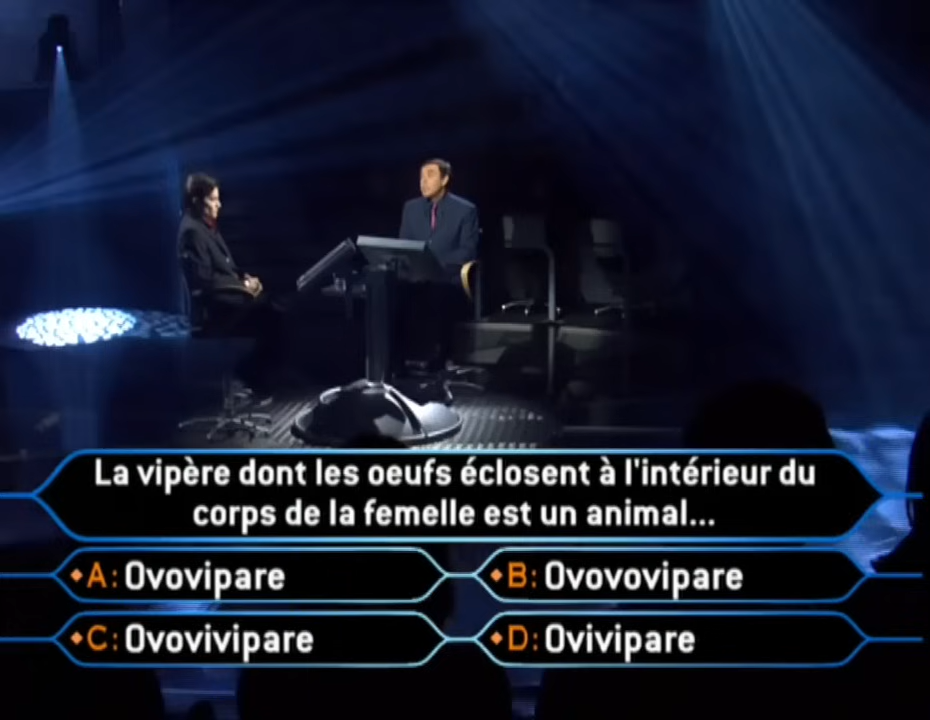 La vipère dont les oeufs éclosent à l'intérieur du
corps de la femelle est un animal...
A: Ovovipare
B: Ovovovipare
C: Ovovivipare
D: Ovivipare